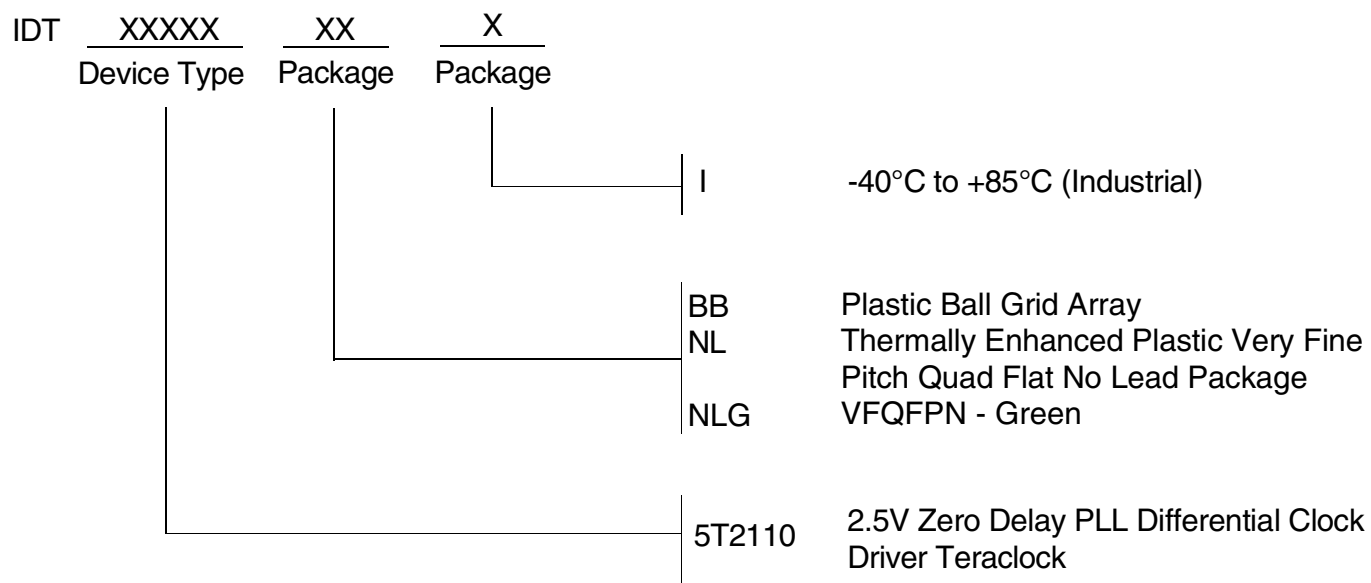 IDT XXXXX XX X
Device Type Package Package
I -40°C to +85°C (Industrial)
BB Plastic Ball Grid Array
NL Thermally Enhanced Plastic Very Fine
Pitch Quad Flat No Lead Package
NLG VFQFPN - Green
5T2110 2.5V Zero Delay PLL Differential Clock
Driver Teraclock